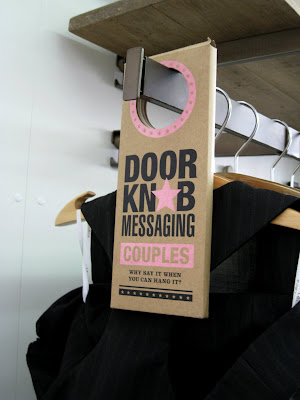 DOOR
KN★B
MESSAGING
COUPLES
WHY SAY IT WHEN
YOU CAN HANG IT?